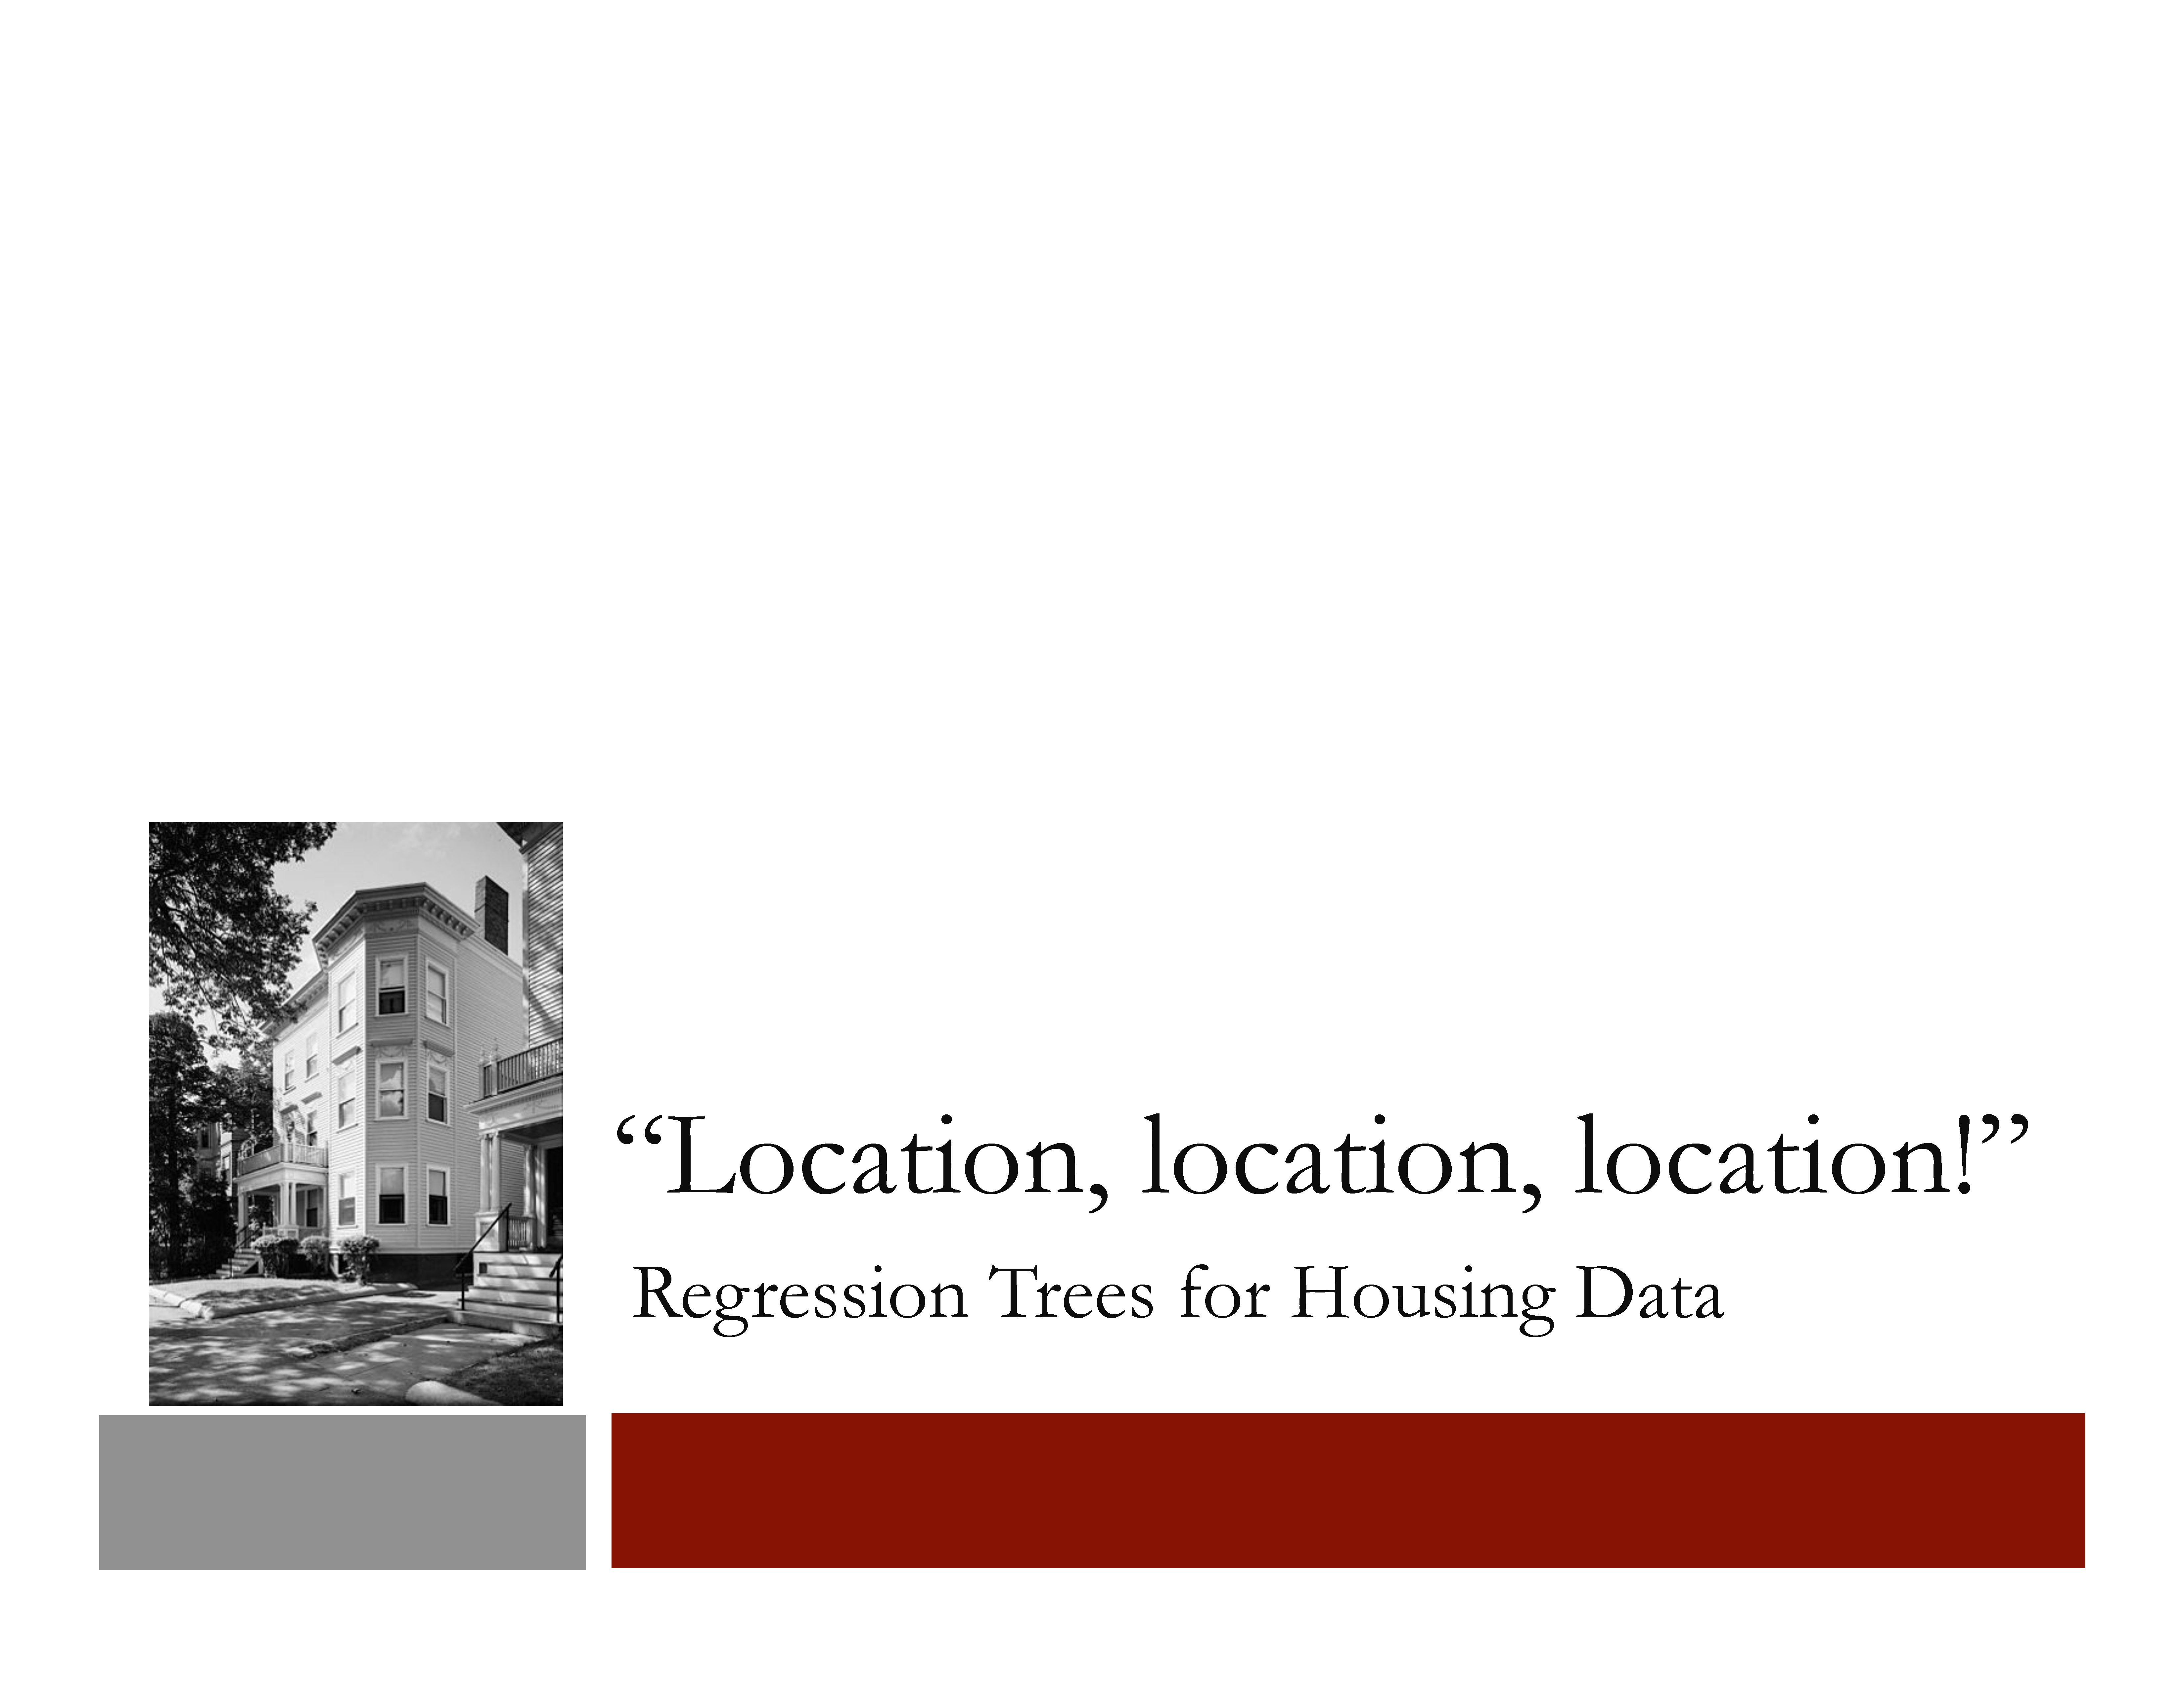 “Location, location, location!”
Regression Trees for Housing Data